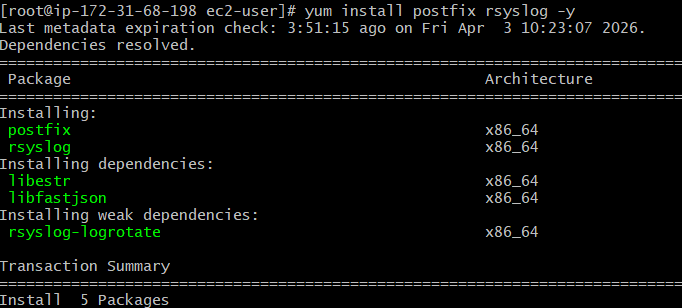 [root@ip-172-31-68-198 ec2-user]# yum install postfix rsyslog -y
Last metadata expiration check: 3:51:15 ago on Fri Apr  3 10:23:07 2026.
Dependencies resolved.
================================================================================
 Package                                                Architecture
================================================================================
Installing:
 postfix                                                x86_64
 rsyslog                                                x86_64
Installing dependencies:
 libestr                                                x86_64
 libfastjson                                            x86_64
Installing weak dependencies:
 rsyslog-logrotate                                      x86_64
Transaction Summary
================================================================================
Install  5 Packages